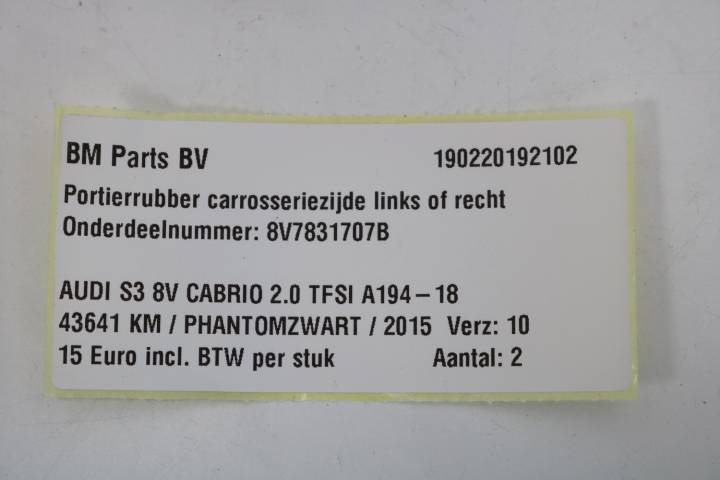 BM Parts BV 190220192102
Portierrubber carrosseriezijde links of recht
Onderdeelnummer: 8V7831707B
AUDI S3 8V CABRIO 2.0 TFSI A194-18
43641 KM / PHANTOMZWART / 2015 Verz: 10
15 Euro incl. BTW per stuk Aantal: 2